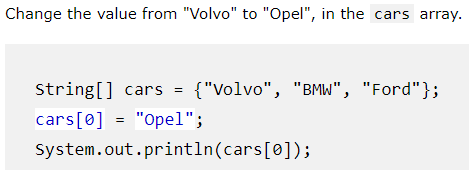 Change the value from "Volvo" to "Opel", in the cars array.
String[] cars = {"Volvo", "BMW", "Ford"};
cars[0] = "Opel";
System.out.println(cars[0]);